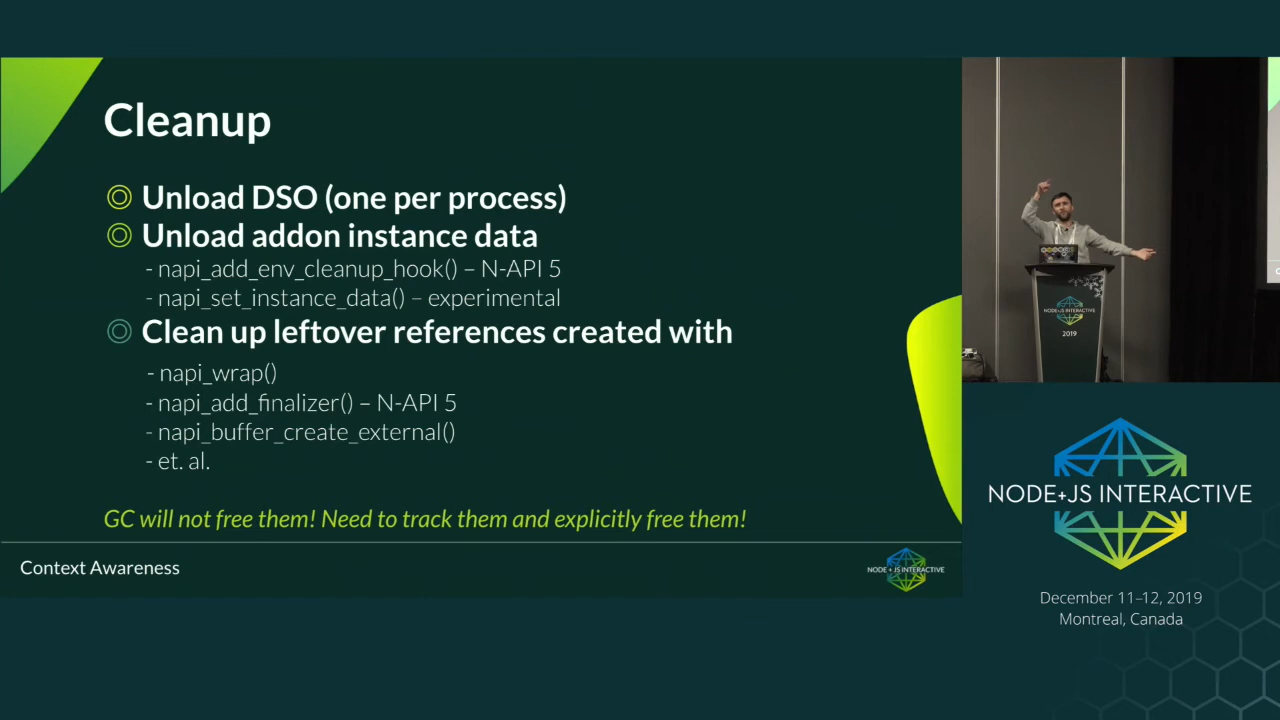 Cleanup
Unload DSO (one per process)
Unload addon instance data
- napi_add_env_cleanup_hook() – N-API 5
- napi_set_instance_data() – experimental
Clean up leftover references created with
- napi_wrap()
- napi_add_finalizer() – N-API 5
- napi_buffer_create_external()
- et. al.
GC will not free them! Need to track them and explicitly free them!
Context Awareness
NODE + JS INTERACTIVE
NODE+JS INTERACTIVE
2019
NODE+JS INTERACTIVE
December 11–12, 2019
Montreal, Canada